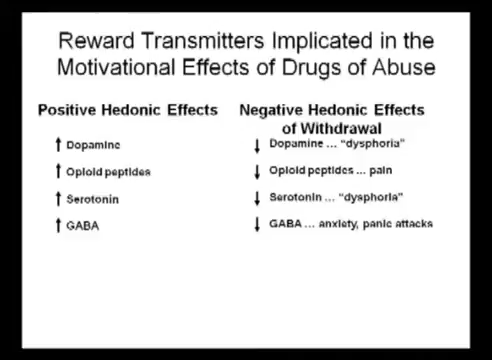 Reward Transmitters Implicated in the
Motivational Effects of Drugs of Abuse
Positive Hedonic Effects
↑ Dopamine
↑ Opioid peptides
↑ Serotonin
↑ GABA
Negative Hedonic Effects
of Withdrawal
↓ Dopamine ... “dysphoria”
↓ Opioid peptides ... pain
↓ Serotonin ... “dysphoria”
↓ GABA ... anxiety, panic attacks